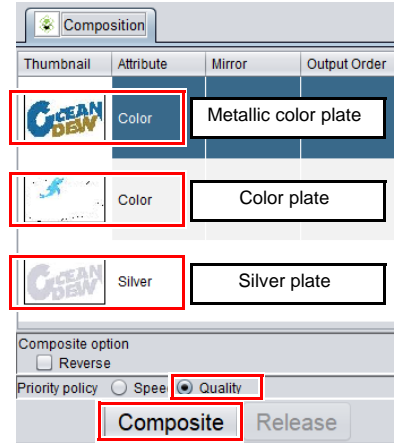 Composition
Thumbnail Attribute Mirror Output Order
OCEAN
DEW
Color
Metallic color plate
Color
Color plate
OCEAN
DEW
Silver
Silver plate
Composite option
Reverse
Priority policy Speed Quality
Composite Release